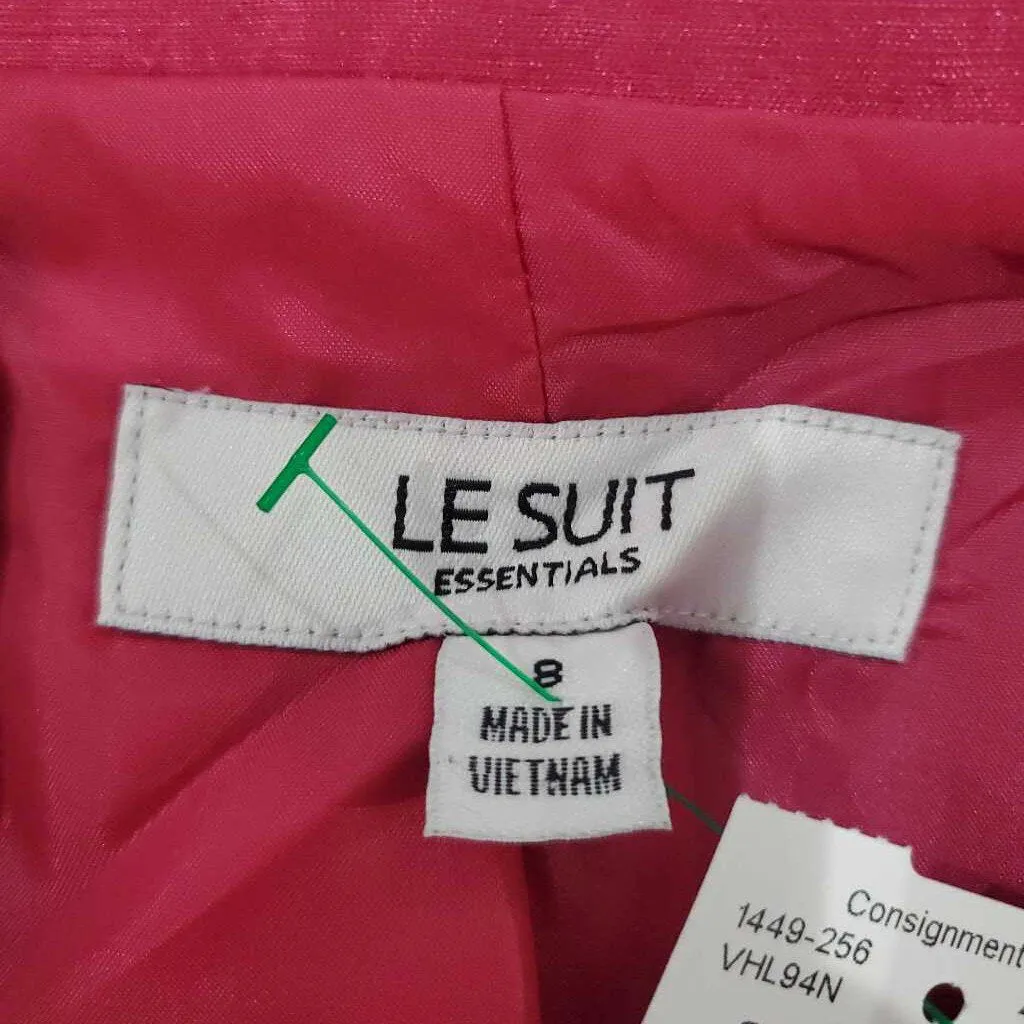 LE SUIT
ESSENTIALS
8
MADE IN
VIETNAM
Consignment
1449-256
VHL94N